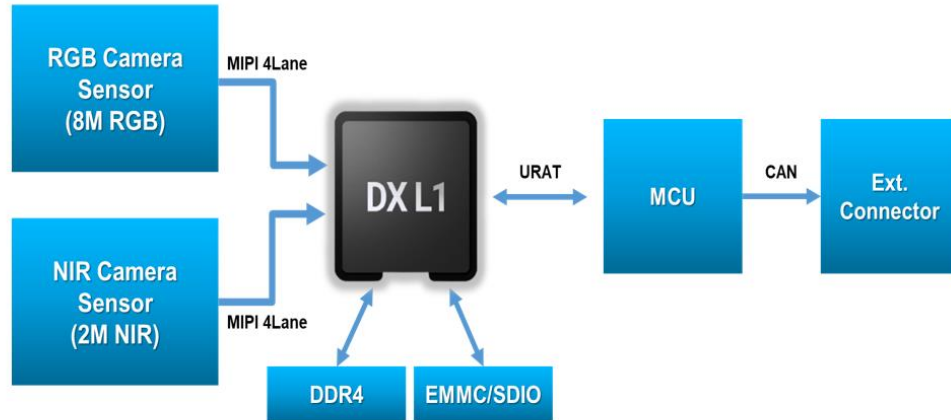 RGB Camera
Sensor
(8M RGB)
MIPI 4Lane
DX L1
URAT
MCU
CAN
Ext.
Connector
NIR Camera
Sensor
(2M NIR)
MIPI 4Lane
DDR4
EMMC/SDIO